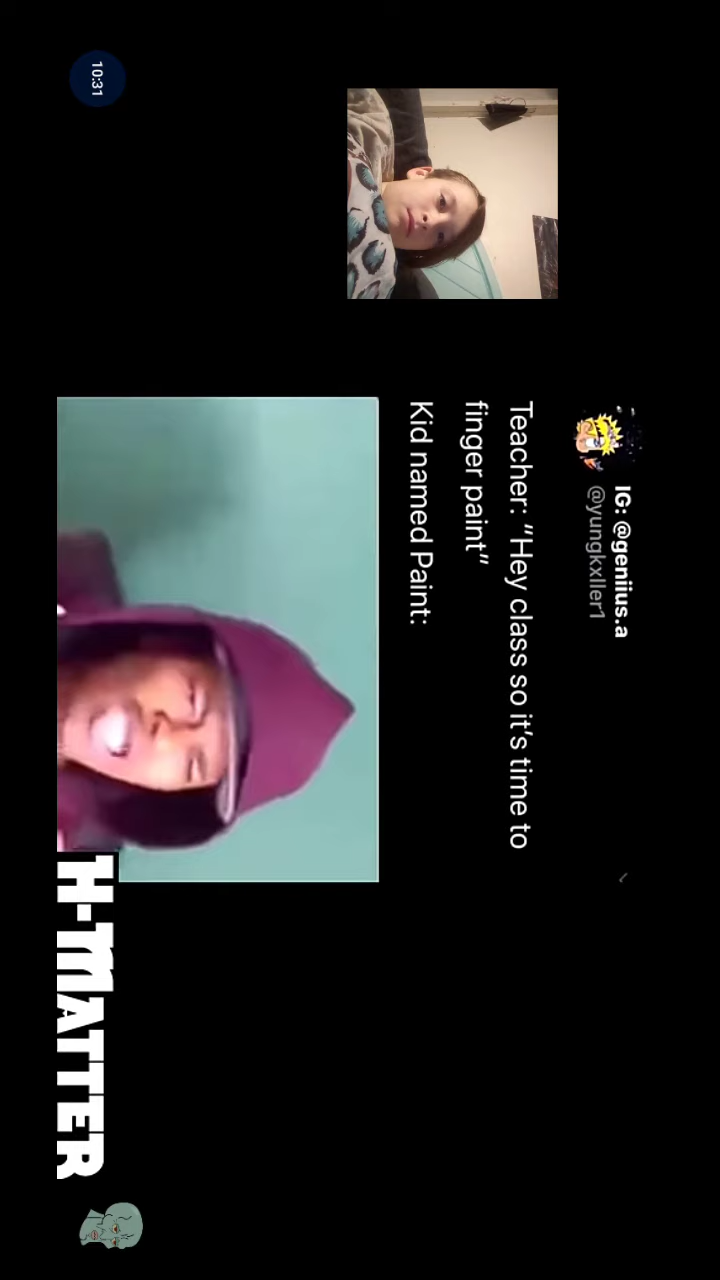 10:31
IG: @geniius.a
@yungkxller1
Teacher: "Hey class so it's time to
finger paint"
Kid named Paint:
H-MATTER